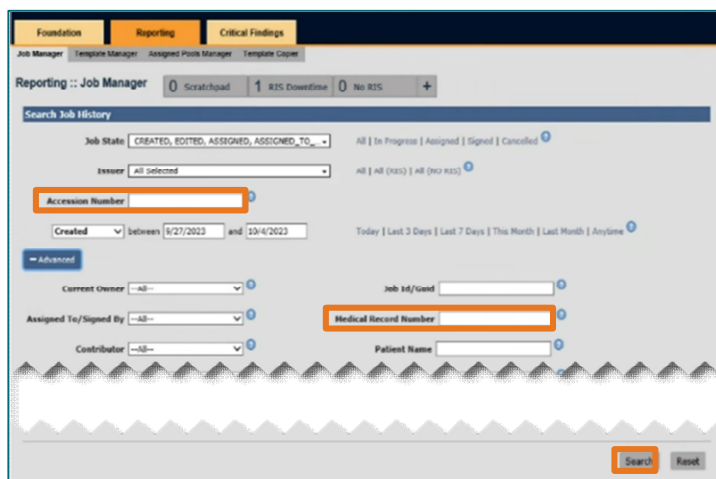 Foundation Reporting Critical Findings
Job Manager Template Manager Assigned Pools Manager Template Copier
Reporting :: Job Manager 0 Scratchpad 1 RIS Downtime 0 No RIS +
Search Job History
Job State CREATED, EDITED, ASSIGNED, ASSIGNED_TO_... All | In Progress | Assigned | Signed | Cancelled ?
Issuer All Selected All | All (RIS) | All (NO RIS) ?
Accession Number ?
Created between 9/27/2023 and 10/4/2023 Today | Last 3 Days | Last 7 Days | This Month | Last Month | Anytime ?
−Advanced
Current Owner --All-- ? Job Id/Guid ?
Assigned To/Signed By --All-- ? Medical Record Number ?
Contributor --All-- ? Patient Name ?
Search Reset